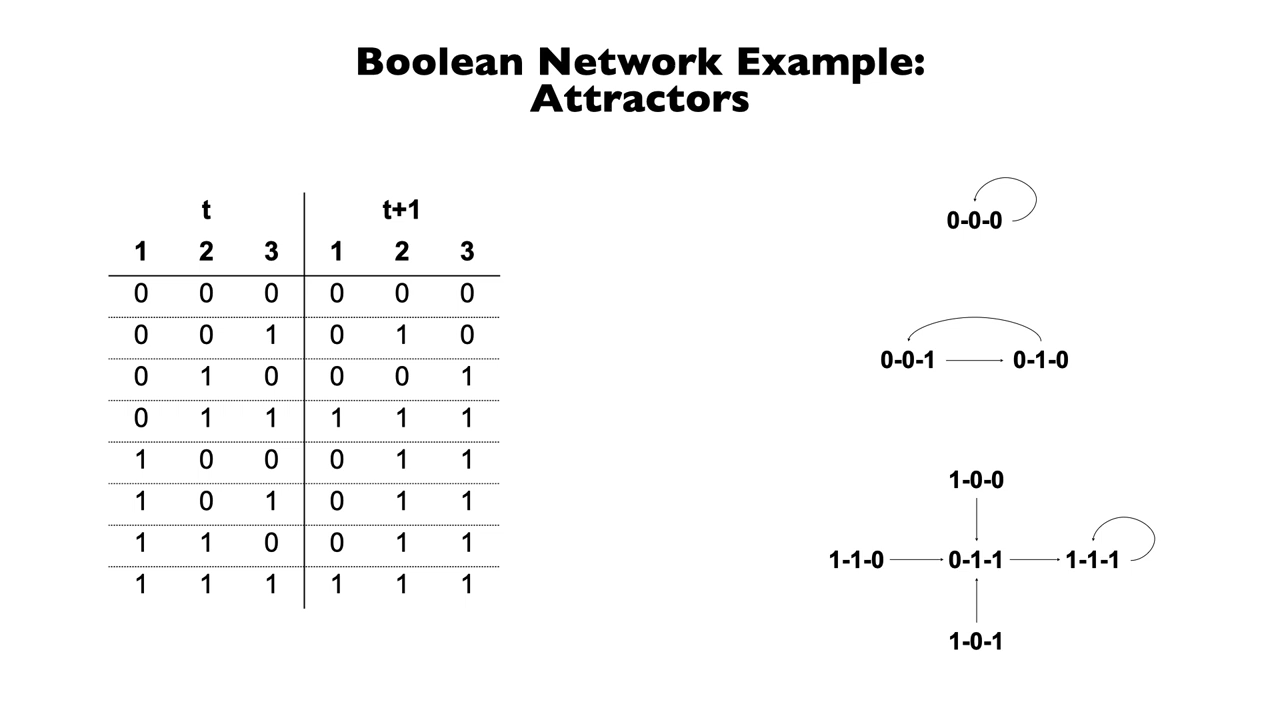 Boolean Network Example:
Attractors
t t+1
1 2 3 1 2 3
0 0 0 0 0 0
0 0 1 0 1 0
0 1 0 0 0 1
0 1 1 1 1 1
1 0 0 0 1 1
1 0 1 0 1 1
1 1 0 0 1 1
1 1 1 1 1 1
0-0-0
0-0-1 0-1-0
1-0-0
1-1-0 0-1-1 1-1-1
1-0-1